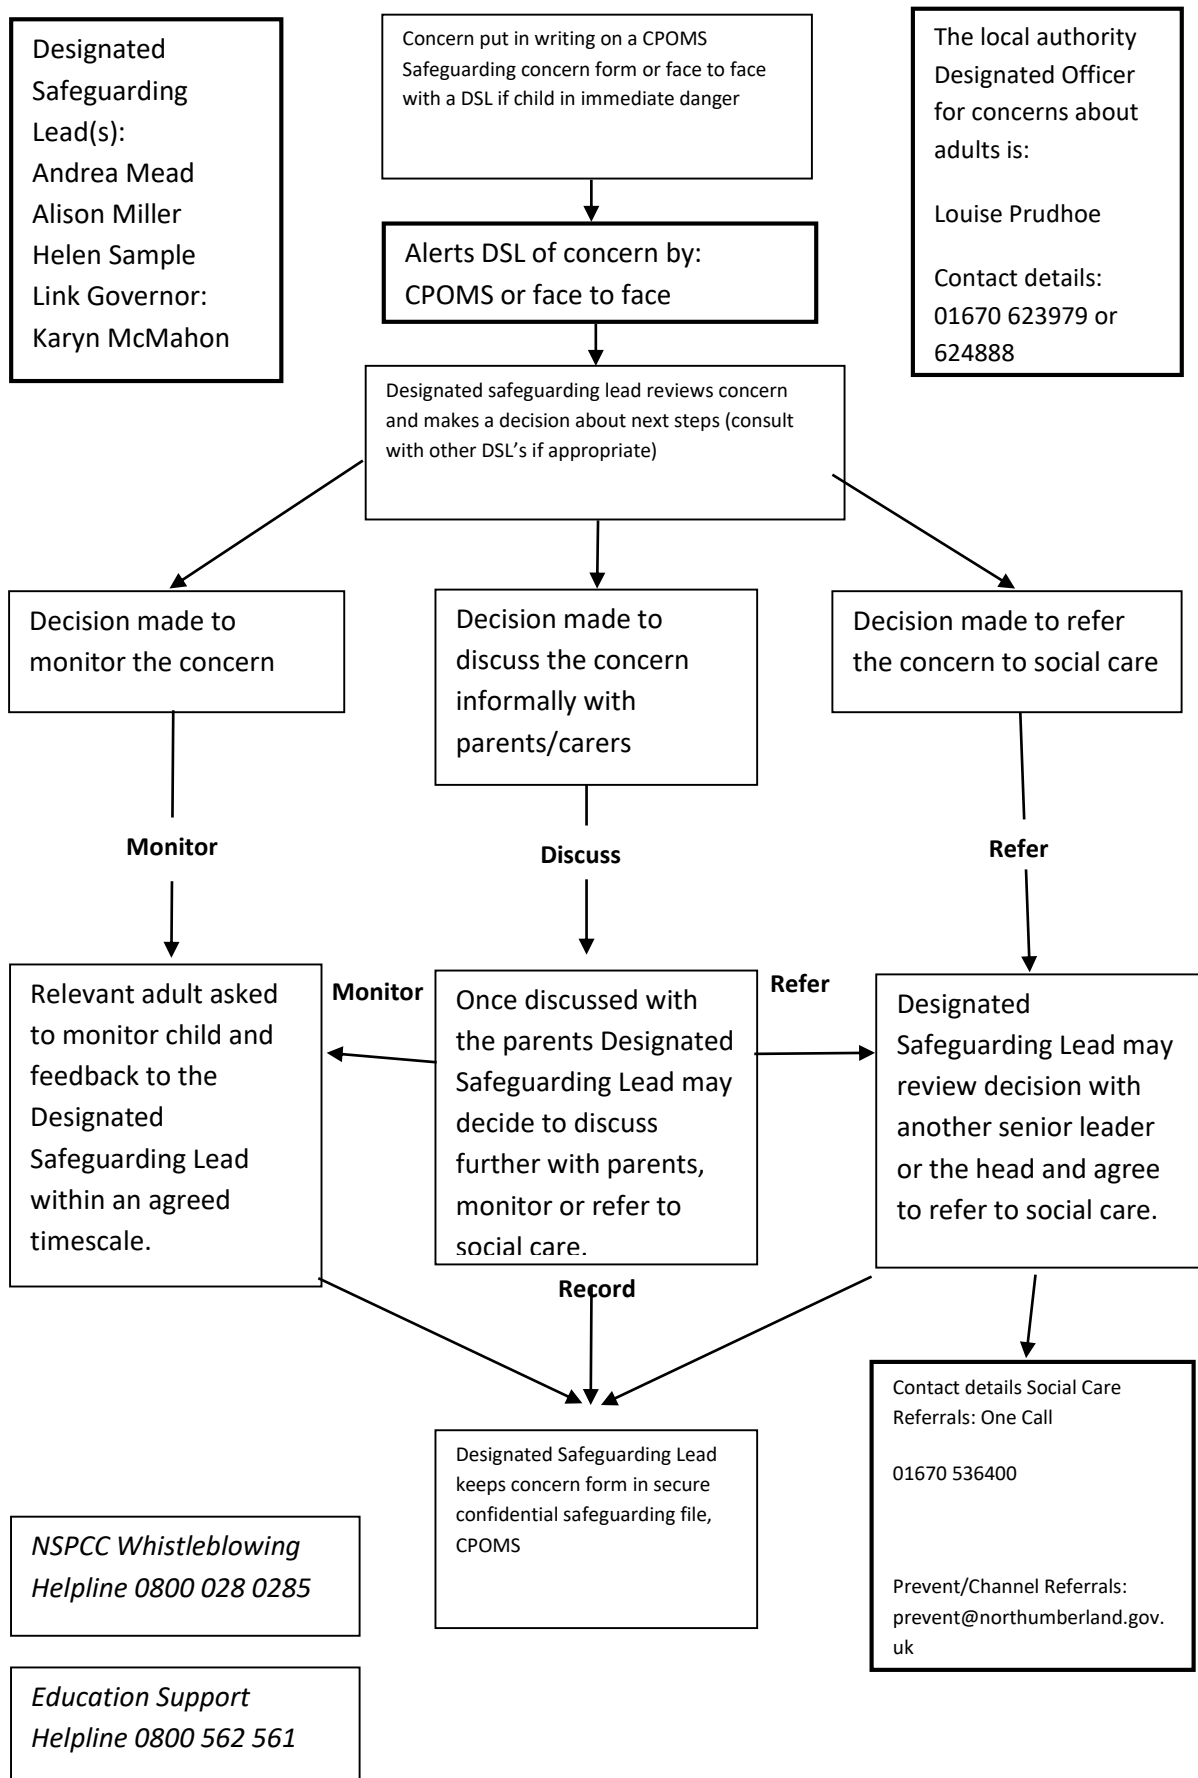 Designated
Safeguarding
Lead(s):
Andrea Mead
Alison Miller
Helen Sample
Link Governor:
Karyn McMahon
Concern put in writing on a CPOMS
Safeguarding concern form or face to face
with a DSL if child in immediate danger
The local authority
Designated Officer
for concerns about
adults is:
Louise Prudhoe
Contact details:
01670 623979 or
624888
Alerts DSL of concern by:
CPOMS or face to face
Designated safeguarding lead reviews concern
and makes a decision about next steps (consult
with other DSL’s if appropriate)
Decision made to
monitor the concern
Decision made to
discuss the concern
informally with
parents/carers
Decision made to refer
the concern to social care
Monitor
Discuss
Refer
Relevant adult asked
to monitor child and
feedback to the
Designated
Safeguarding Lead
within an agreed
timescale.
Monitor
Once discussed with
the parents Designated
Safeguarding Lead may
decide to discuss
further with parents,
monitor or refer to
social care.
Refer
Designated
Safeguarding Lead may
review decision with
another senior leader
or the head and agree
to refer to social care.
Record
Designated Safeguarding Lead
keeps concern form in secure
confidential safeguarding file,
CPOMS
Contact details Social Care
Referrals: One Call
01670 536400
Prevent/Channel Referrals:
prevent@northumberland.gov.
uk
NSPCC Whistleblowing
Helpline 0800 028 0285
Education Support
Helpline 0800 562 561